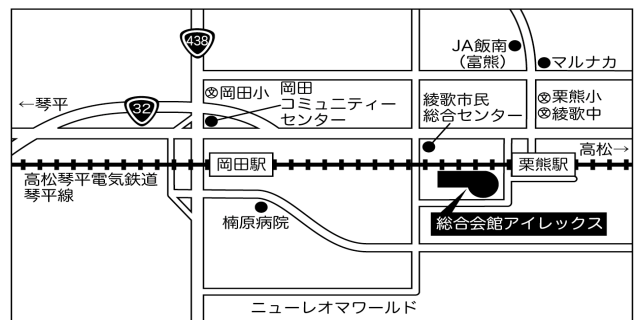 438
JA飯南
（富熊）
マルナカ
岡田小
岡田
コミュニティー
センター
←琴平
32
綾歌市民
総合センター
栗熊小
綾歌中
高松→
岡田駅
栗熊駅
高松琴平電気鉄道
琴平線
楠原病院
総合会館アイレックス
ニューレオマワールド